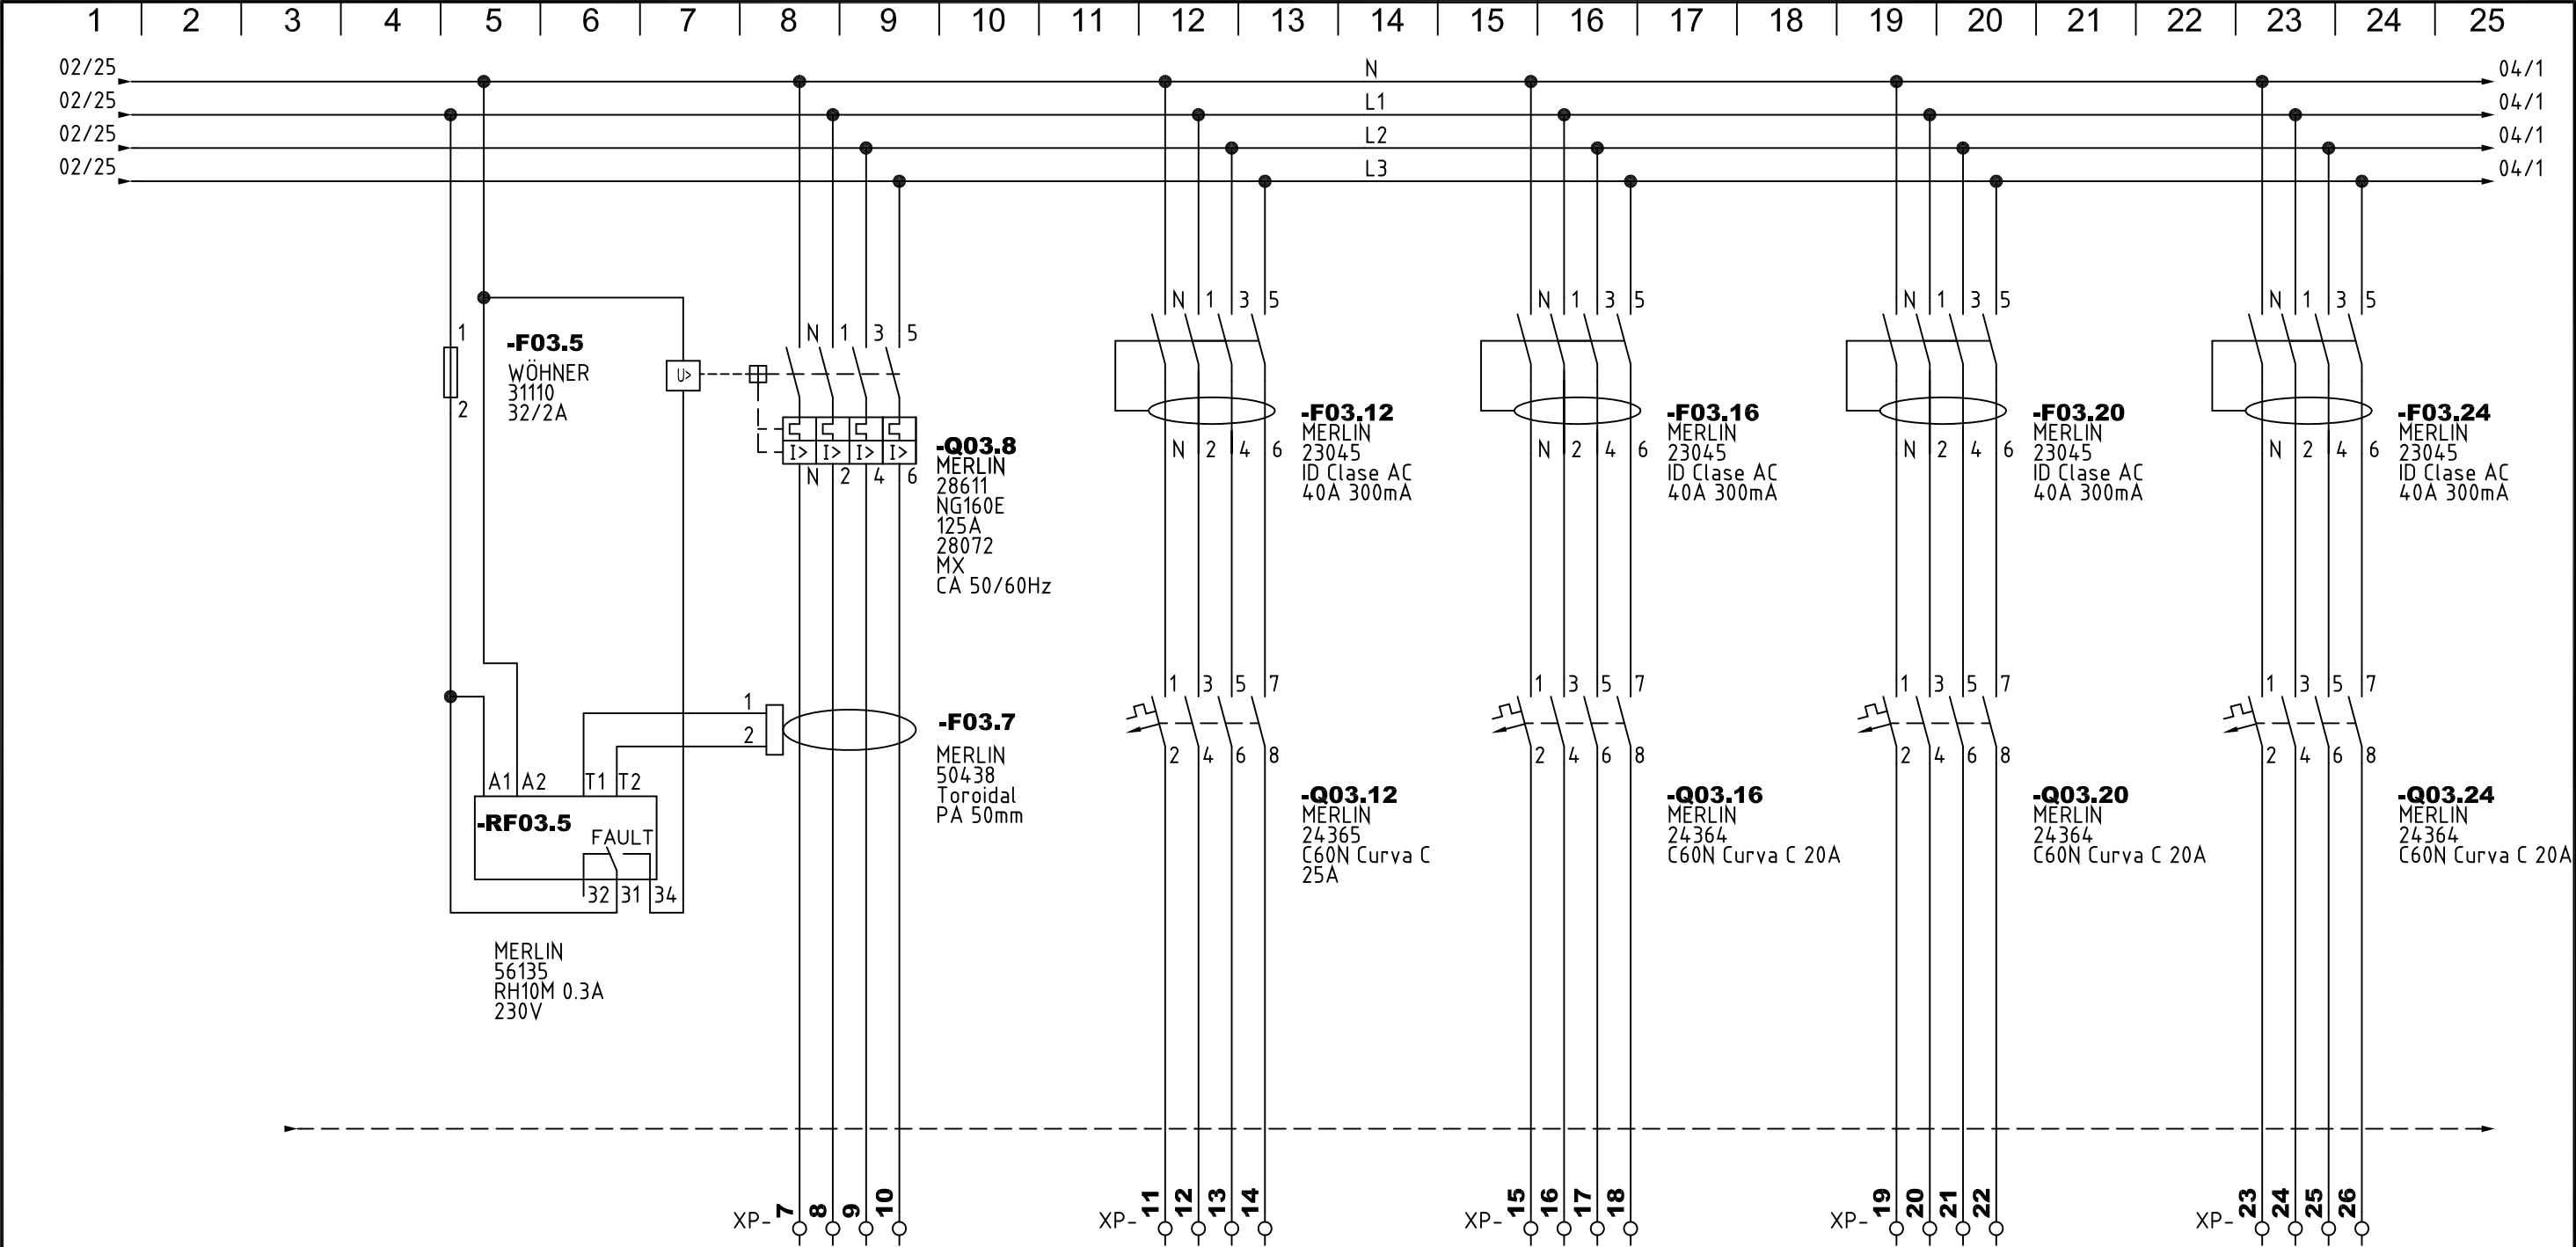 1 2 3 4 5 6 7 8 9 10 11 12 13 14 15 16 17 18 19 20 21 22 23 24 25
02/25 N 04/1
02/25 L1 04/1
02/25 L2 04/1
02/25 L3 04/1
1
2
-F03.5
WÖHNER
31110
32/2A
U>
N 1 3 5
I> I> I> I>
N 2 4 6
-Q03.8
MERLIN
28611
NG160E
125A
28072
MX
CA 50/60Hz
1
2
-F03.7
MERLIN
50438
Toroidal
PA 50mm
A1 A2 T1 T2
-RF03.5
FAULT
32 31 34
MERLIN
56135
RH10M 0.3A
230V
N 1 3 5
N 2 4 6
-F03.12
MERLIN
23045
ID Clase AC
40A 300mA
1 3 5 7
2 4 6 8
-Q03.12
MERLIN
24365
C60N Curva C
25A
N 1 3 5
N 2 4 6
-F03.16
MERLIN
23045
ID Clase AC
40A 300mA
1 3 5 7
2 4 6 8
-Q03.16
MERLIN
24364
C60N Curva C 20A
N 1 3 5
N 2 4 6
-F03.20
MERLIN
23045
ID Clase AC
40A 300mA
1 3 5 7
2 4 6 8
-Q03.20
MERLIN
24364
C60N Curva C 20A
N 1 3 5
N 2 4 6
-F03.24
MERLIN
23045
ID Clase AC
40A 300mA
1 3 5 7
2 4 6 8
-Q03.24
MERLIN
24364
C60N Curva C 20A
XP- 7 8 9 10
XP- 11 12 13 14
XP- 15 16 17 18
XP- 19 20 21 22
XP- 23 24 25 26